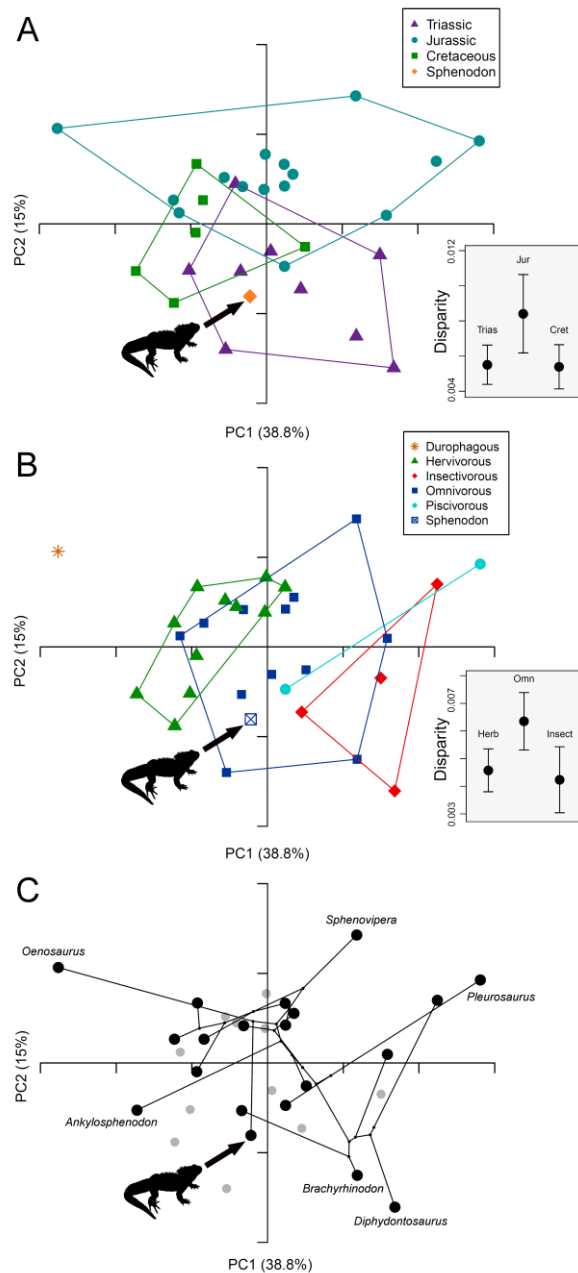 A
Triassic
Jurassic
Cretaceous
Sphenodon
PC2 (15%)
PC1 (38.8%)
Disparity
0.012
0.004
Trias
Jur
Cret
B
Durophagous
Hervivorous
Insectivorous
Omnivorous
Piscivorous
Sphenodon
PC2 (15%)
PC1 (38.8%)
Disparity
0.007
0.003
Herb
Omn
Insect
C
Sphenovipera
Oenosaurus
Pleurosaurus
PC2 (15%)
Ankylosphenodon
Brachyrhinodon
Diphydontosaurus
PC1 (38.8%)